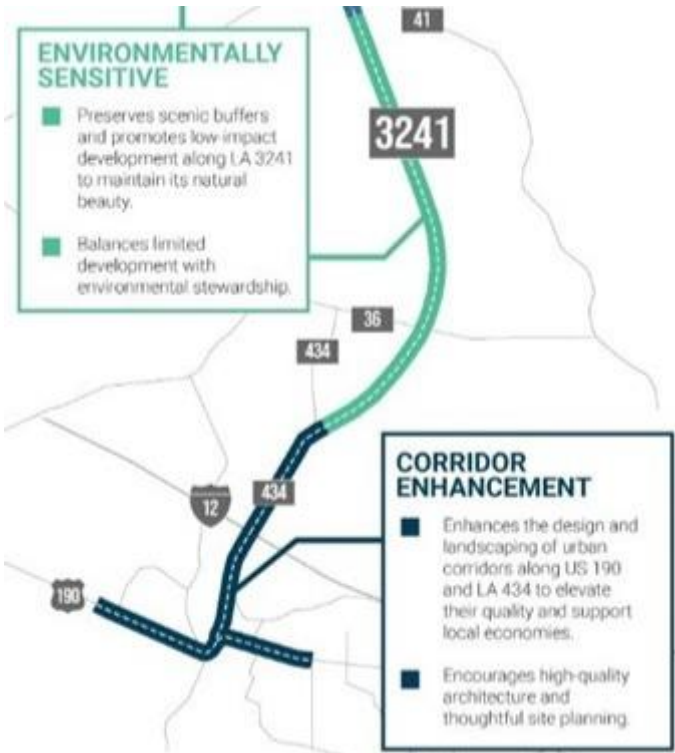 41
ENVIRONMENTALLY
SENSITIVE
Preserves scenic buffers
and promotes low-impact
development along LA 3241
to maintain its natural
beauty.
Balances limited
development with
environmental stewardship.
3241
36
434
12
434
190
CORRIDOR
ENHANCEMENT
Enhances the design and
landscaping of urban
corridors along US 190
and LA 434 to elevate
their quality and support
local economies.
Encourages high-quality
architecture and
thoughtful site planning.